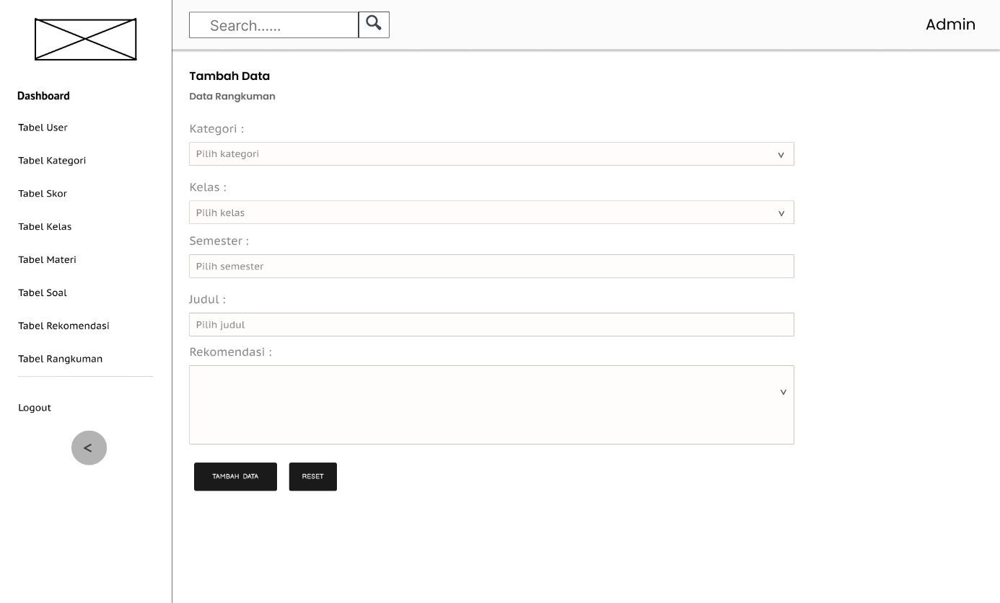 Search......
Admin
Dashboard
Tabel User
Tabel Kategori
Tabel Skor
Tabel Kelas
Tabel Materi
Tabel Soal
Tabel Rekomendasi
Tabel Rangkuman
Logout
<
Tambah Data
Data Rangkuman
Kategori :
Pilih kategori
v
Kelas :
Pilih kelas
v
Semester :
Pilih semester
Judul :
Pilih judul
Rekomendasi :
v
TAMBAH DATA
RESET